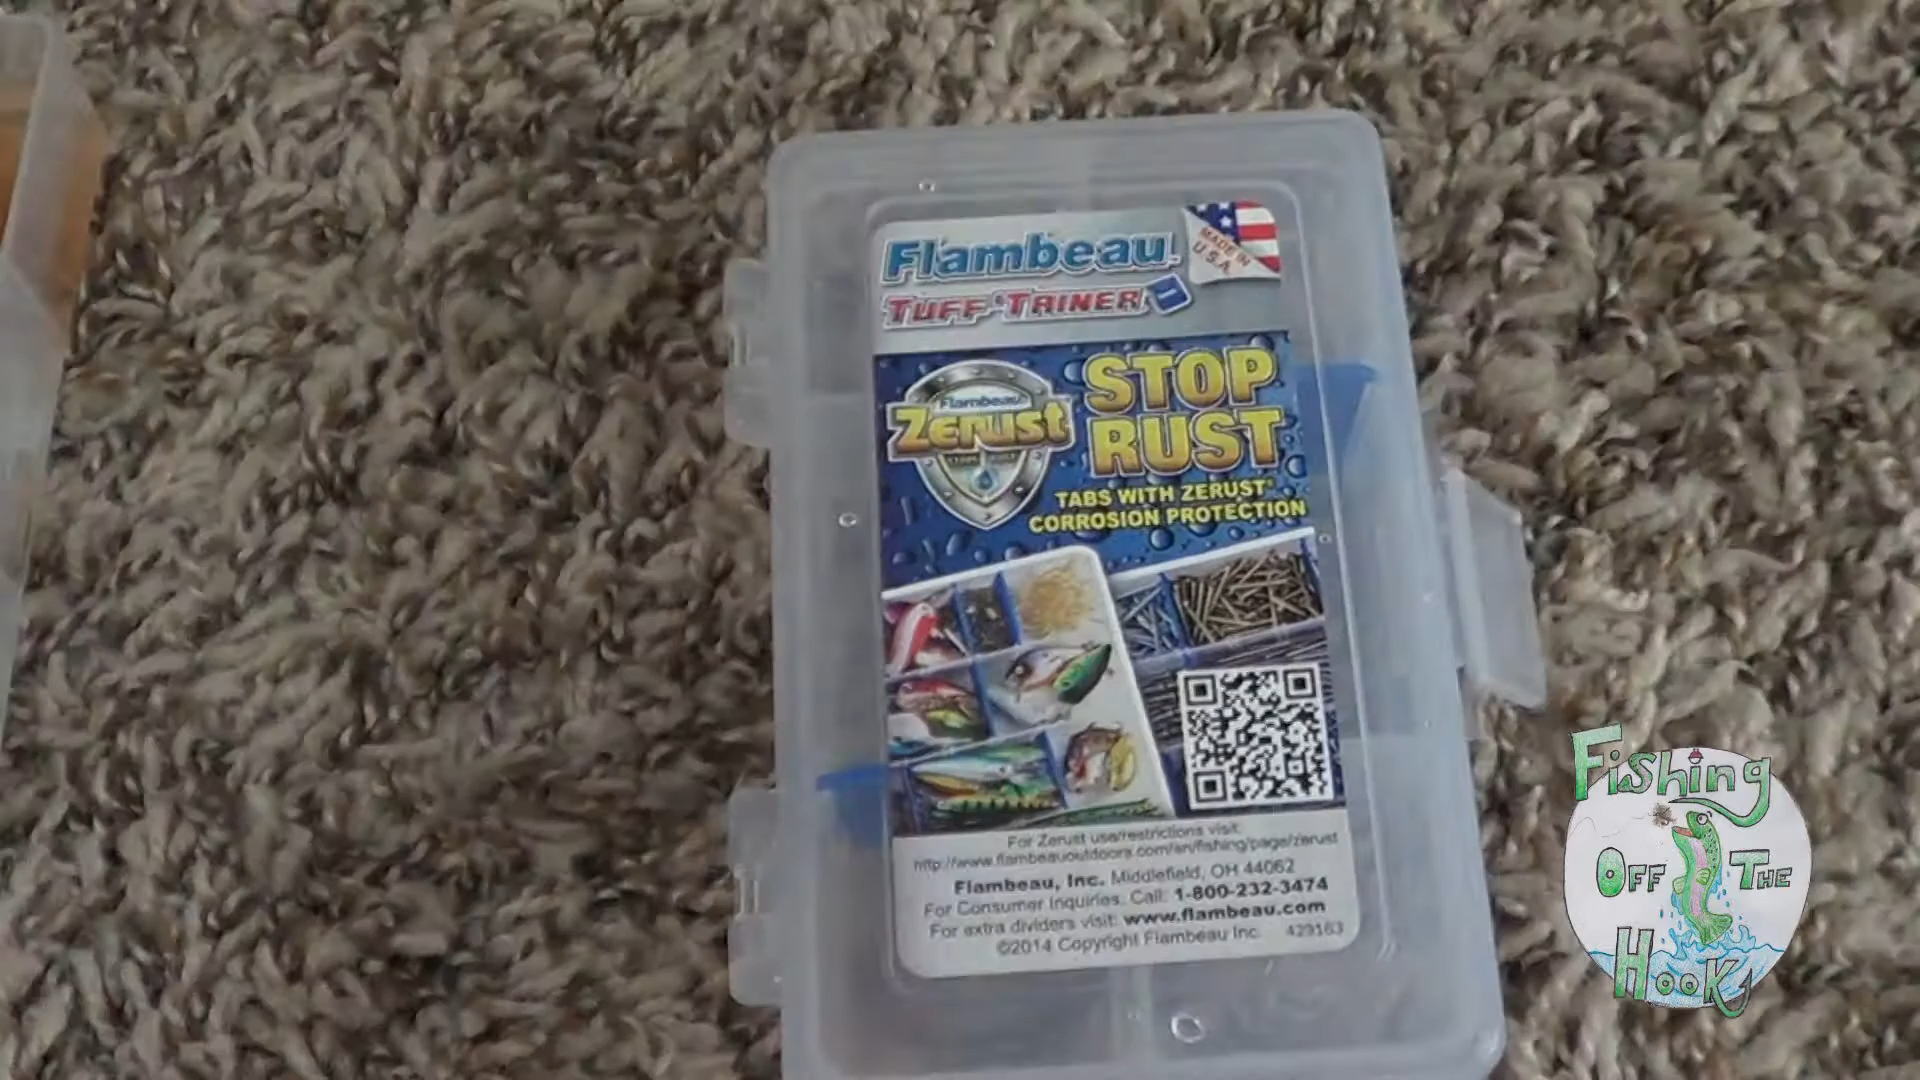 Flambeau
MADE IN
U.S.A.
TUFF TAINER
Flambeau
Zerust
STOP
RUST
TABS WITH ZERUST®
CORROSION PROTECTION
For Zerust use/restrictions visit:
http://www.flambeauoutdoors.com/en/fishing/page/zerust
Flambeau, Inc. Middlefield, OH 44062
For Consumer Inquiries. Call: 1-800-232-3474
For extra dividers visit: www.flambeau.com
©2014 Copyright Flambeau Inc. 429163
Fishing
OFF THE
HOOK